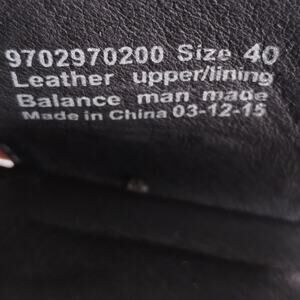 9702970200 Size 40
Leather upper/lining
Balance man made
Made in China 03-12-15